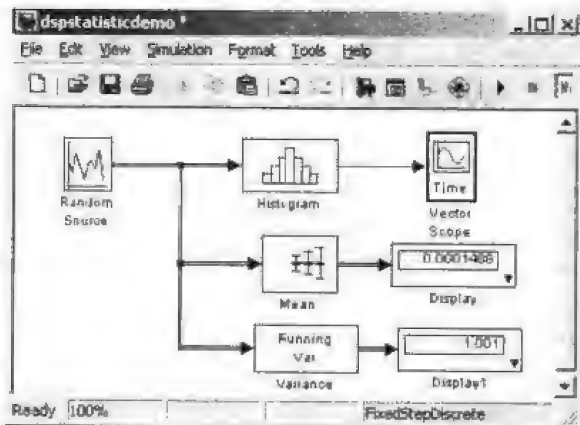 dspstatisticdemo *
File Edit View Simulation Format Tools Help
Random
Source
Histogram
Time
Vector
Scope
Mean
0.0001466
Display
Running
Var
Variance
1.001
Display1
Ready 100% FixedStepDiscrete